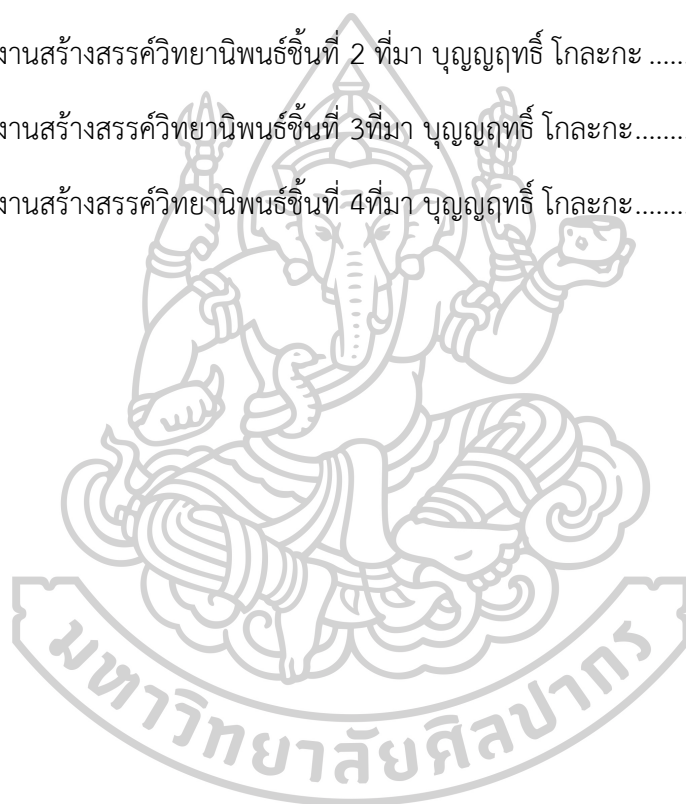 งานสร้างสรรค์วิทยานิพนธ์ชิ้นที่ 2 ที่มา บุญญฤทธิ์ โกละกะ .....
งานสร้างสรรค์วิทยานิพนธ์ชิ้นที่ 3ที่มา บุญญฤทธิ์ โกละกะ.......
งานสร้างสรรค์วิทยานิพนธ์ชิ้นที่ 4ที่มา บุญญฤทธิ์ โกละกะ.......
มหาวิทยาลัยศิลปากร